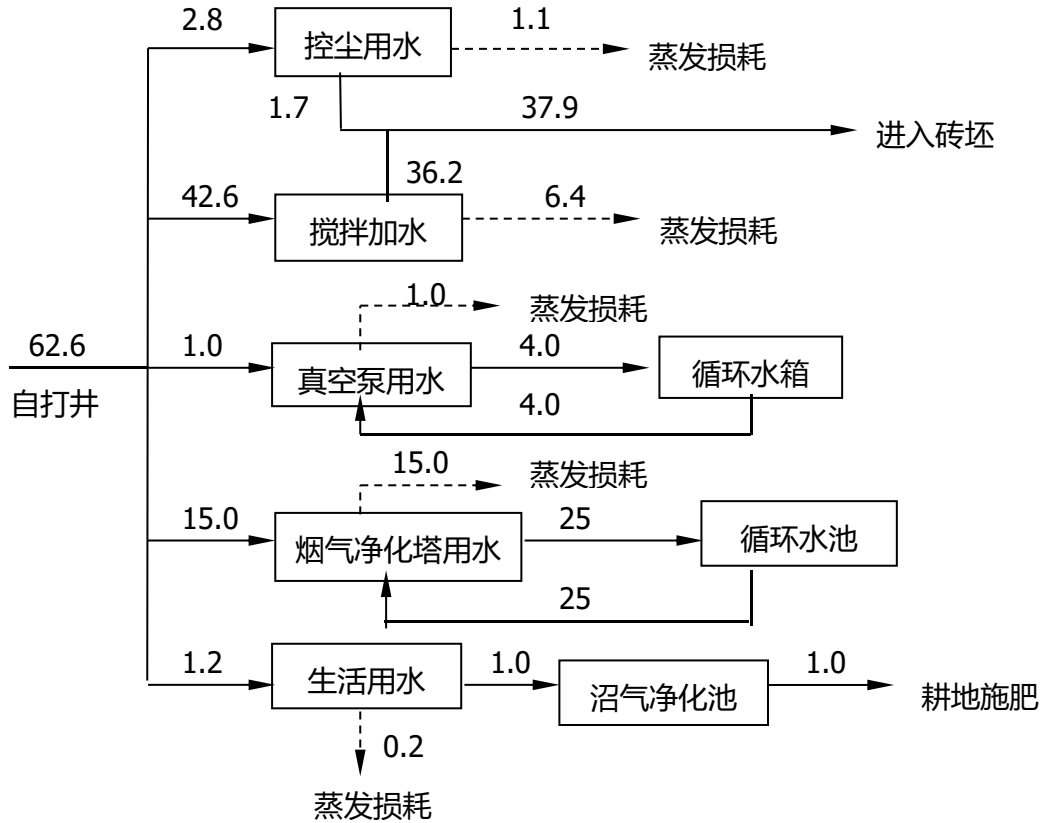 2.8
控尘用水
1.1
蒸发损耗
1.7
37.9
进入砖坯
36.2
42.6
搅拌加水
6.4
蒸发损耗
1.0
蒸发损耗
62.6
自打井
1.0
真空泵用水
4.0
循环水箱
4.0
15.0
蒸发损耗
15.0
烟气净化塔用水
25
循环水池
25
1.2
生活用水
1.0
沼气净化池
1.0
耕地施肥
0.2
蒸发损耗